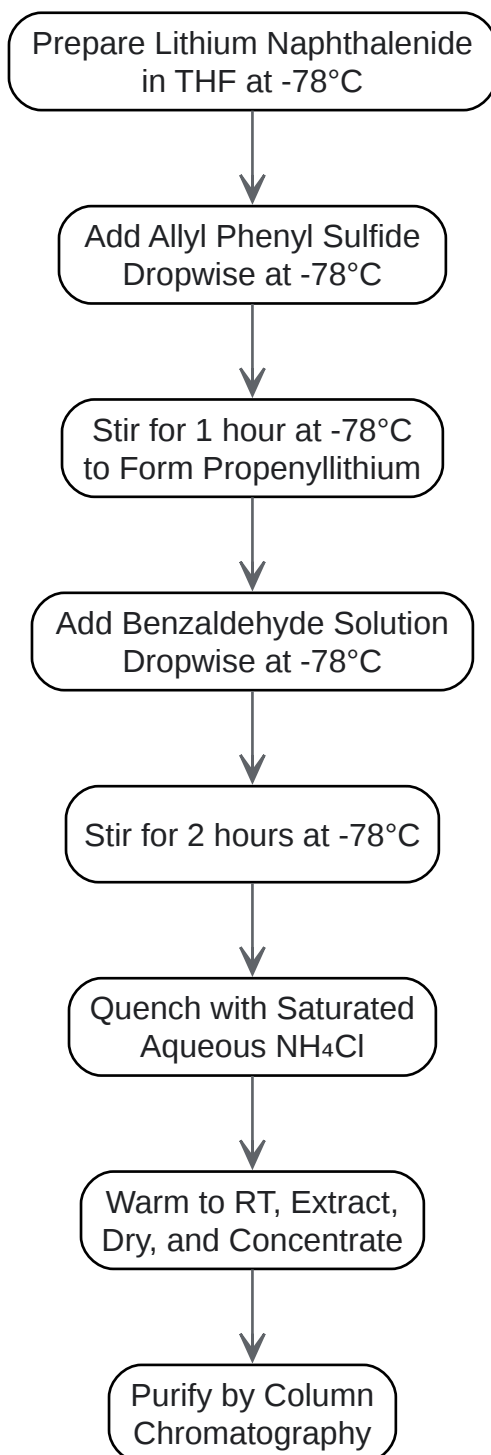 Prepare Lithium Naphthalenide
in THF at -78°C
Add Allyl Phenyl Sulfide
Dropwise at -78°C
Stir for 1 hour at -78°C
to Form Propenyllithium
Add Benzaldehyde Solution
Dropwise at -78°C
Stir for 2 hours at -78°C
Quench with Saturated
Aqueous NH₄Cl
Warm to RT, Extract,
Dry, and Concentrate
Purify by Column
Chromatography